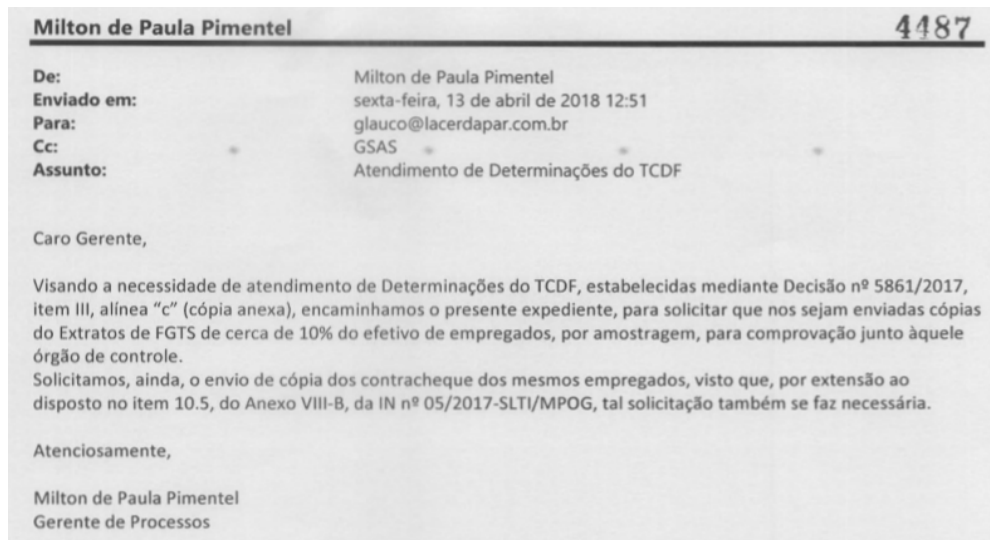 Milton de Paula Pimentel 4487
De: Milton de Paula Pimentel
Enviado em: sexta-feira, 13 de abril de 2018 12:51
Para: glauco@lacerdapar.com.br
Cc: GSAS
Assunto: Atendimento de Determinações do TCDF
Caro Gerente,
Visando a necessidade de atendimento de Determinações do TCDF, estabelecidas mediante Decisão nº 5861/2017,
item III, alínea “c” (cópia anexa), encaminhamos o presente expediente, para solicitar que nos sejam enviadas cópias
do Extratos de FGTS de cerca de 10% do efetivo de empregados, por amostragem, para comprovação junto àquele
órgão de controle.
Solicitamos, ainda, o envio de cópia dos contracheque dos mesmos empregados, visto que, por extensão ao
disposto no item 10.5, do Anexo VIII-B, da IN nº 05/2017-SLTI/MPOG, tal solicitação também se faz necessária.
Atenciosamente,
Milton de Paula Pimentel
Gerente de Processos